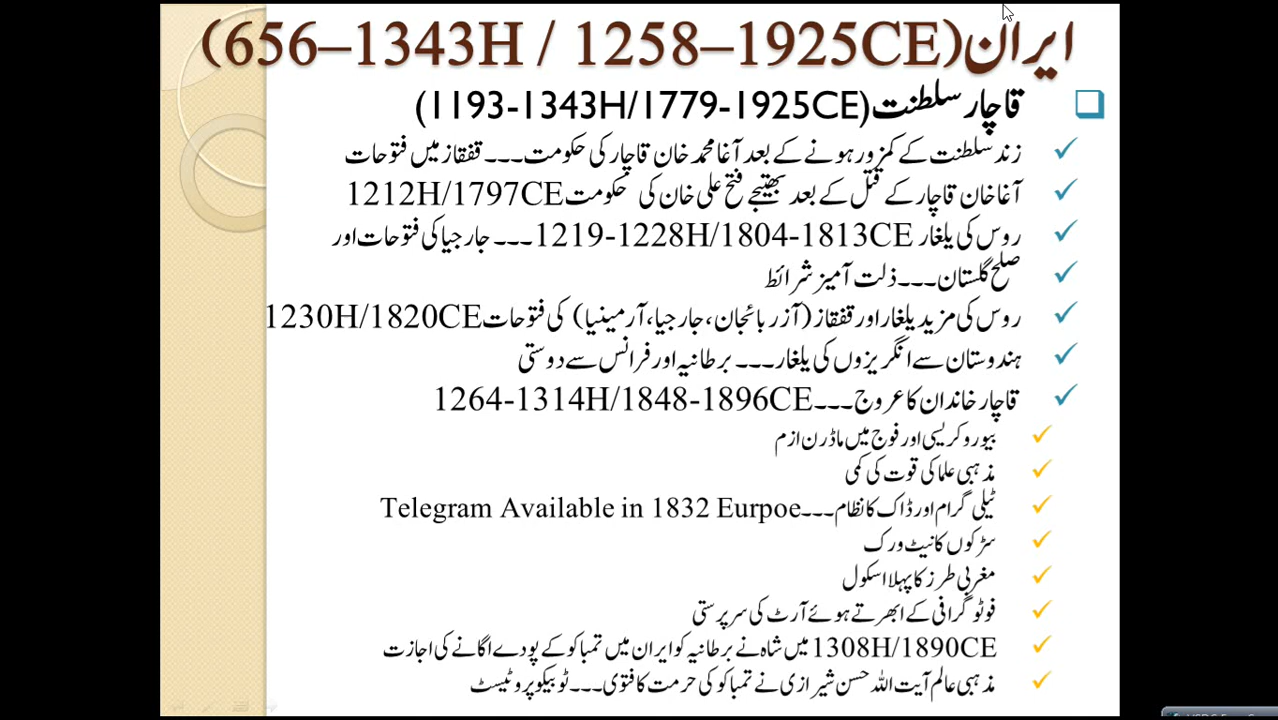 ایران(656–1343H / 1258–1925CE)
قاچار سلطنت(1193-1343H/1779-1925CE)
زند سلطنت کے کمزور ہونے کے بعد آغا محمد خان قاچار کی حکومت۔۔۔ قفقاز میں فتوحات
آغا خان قاچار کے قتل کے بعد بھتیجے فتح علی خان کی حکومت 1212H/1797CE
روس کی یلغار 1219-1228H/1804-1813CE ۔۔۔ جارجیا کی فتوحات اور
صلح گلستان۔۔۔ ذلت آمیز شرائط
روس کی مزید یلغار اور قفقاز (آزربائجان، جارجیا، آرمینیا) کی فتوحات 1230H/1820CE
ہندوستان سے انگریزوں کی یلغار۔۔۔ برطانیہ اور فرانس سے دوستی
قاچار خاندان کا عروج۔۔۔ 1264-1314H/1848-1896CE
بیوروکریسی اور فوج میں ماڈرن ازم
مذہبی علما کی قوت کی کمی
ٹیلی گرام اور ڈاک کا نظام۔۔۔ Telegram Available in 1832 Eurpoe
سڑکوں کا نیٹ ورک
مغربی طرز کا پہلا اسکول
فوٹو گرافی کے ابھرتے ہوئے آرٹ کی سرپرستی
1308H/1890CE میں شاہ نے برطانیہ کو ایران میں تمباکو کے پودے اگانے کی اجازت
مذہبی عالم آیت اللہ حسن شیرازی نے تمباکو کی حرمت کا فتوی۔۔۔ ٹوبیکو پروٹیسٹ